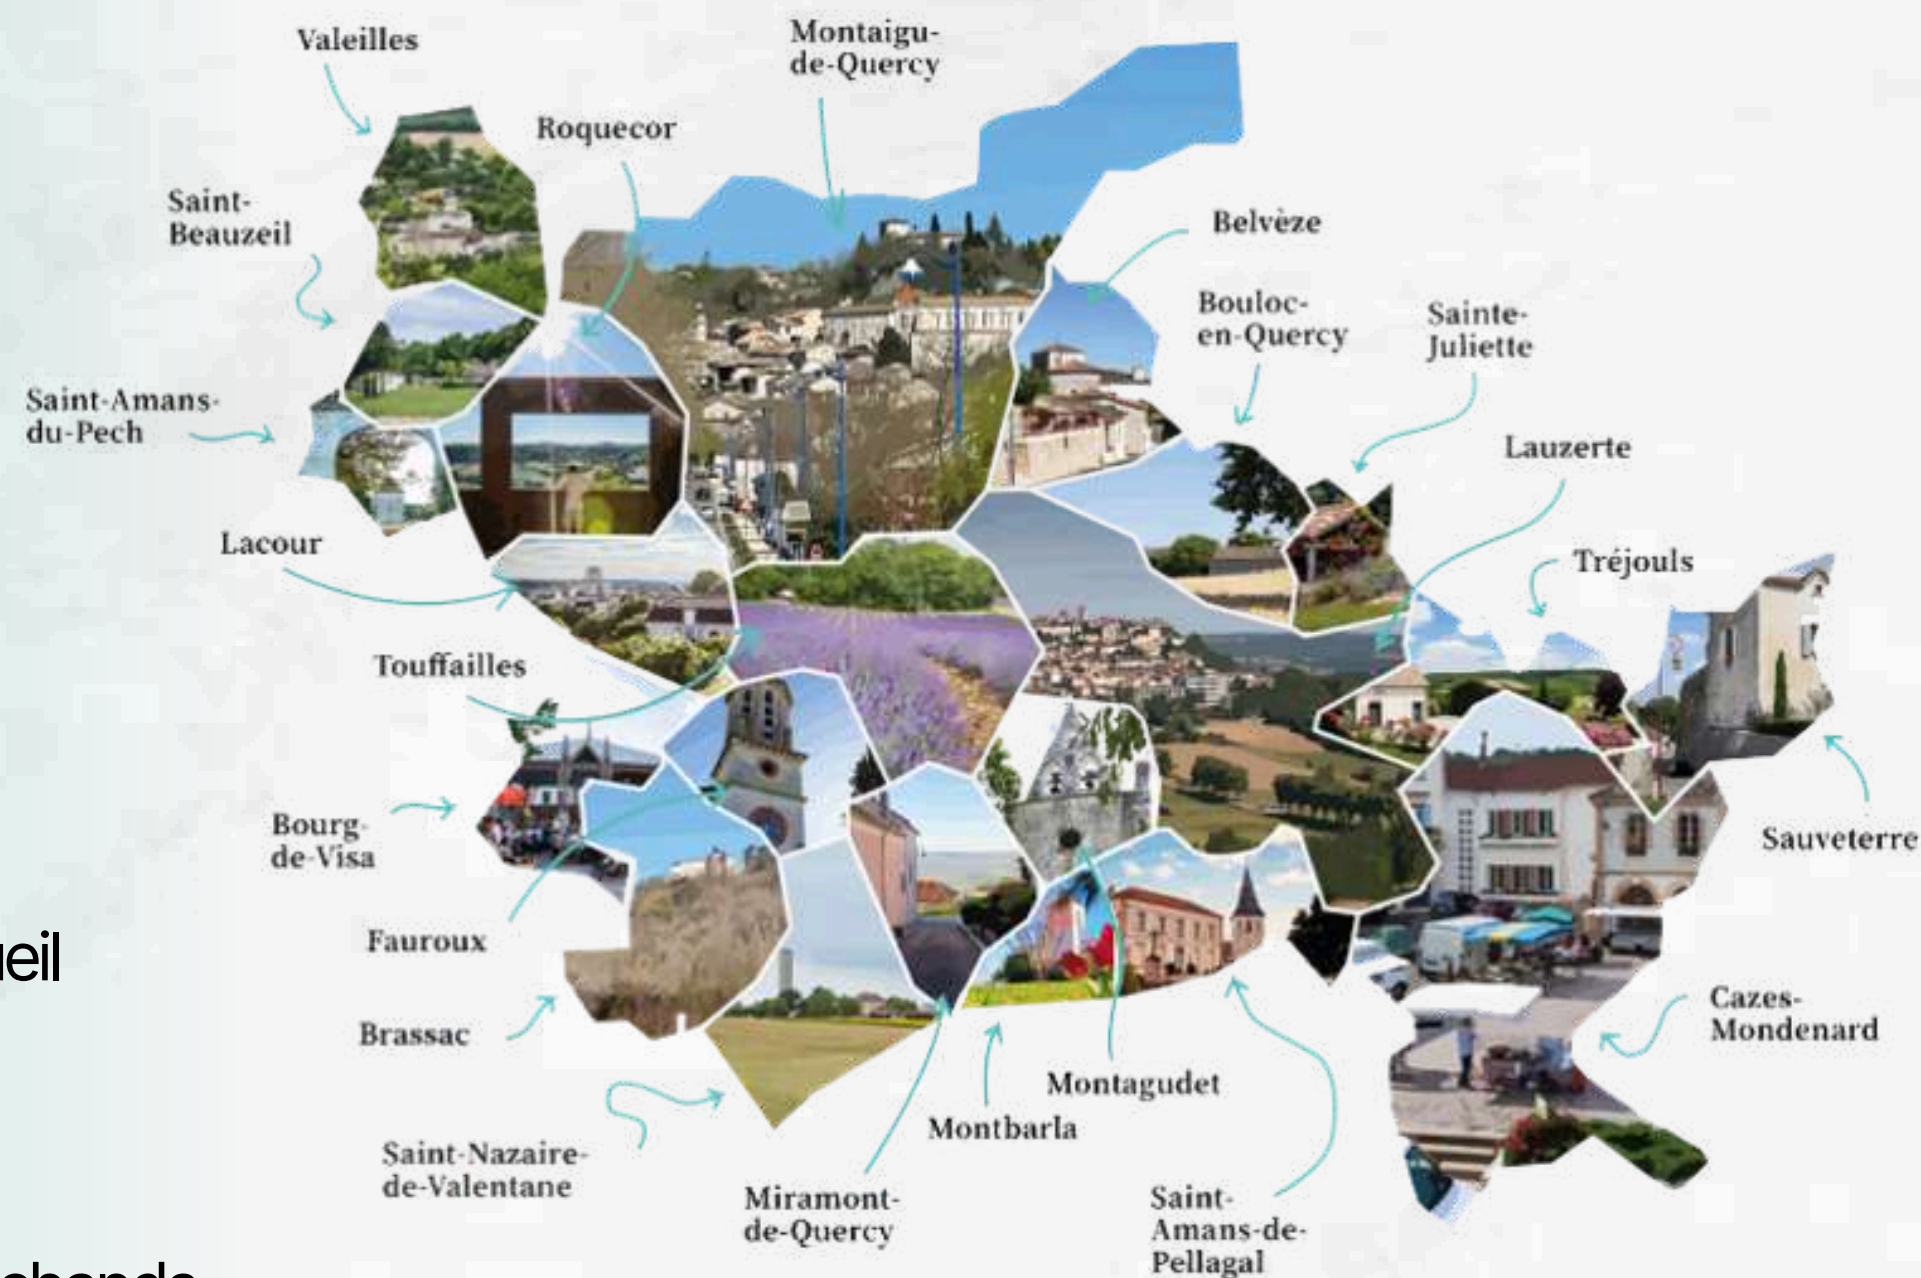 Valeilles
Montaigu-
de-Quercy
Roquecor
Saint-
Beauzeil
Belvèze
Bouloc-
en-Quercy
Sainte-
Juliette
Saint-Amans-
du-Pech
Lauzerte
Lacour
Tréjouls
Touffailles
Bourg-
de-Visa
Sauveterre
Fauroux
Brassac
Cazes-
Mondenard
Montagudet
Montbarla
Saint-Nazaire-
de-Valentane
Miramont-
de-Quercy
Saint-
Amans-de-
Pellagal